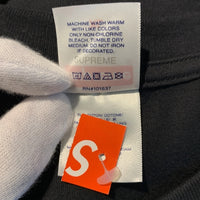 MACHINE WASH WARM
WITH LIKE COLORS
ONLY NON-CHLORINE
BLEACH, TUMBLE DRY
MEDIUM DO NOT IRON
IF DECORATED.
SUPREME
RN#101837
S